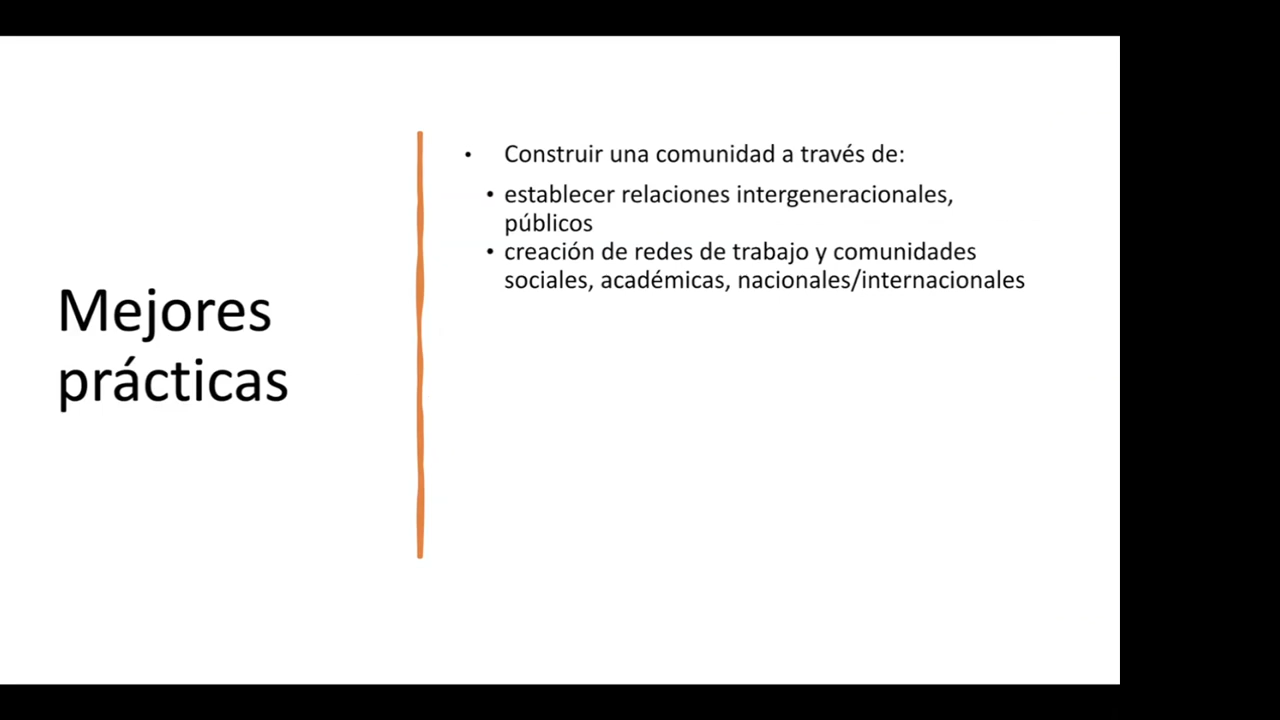 Mejores
prácticas
• Construir una comunidad a través de:
• establecer relaciones intergeneracionales,
públicos
• creación de redes de trabajo y comunidades
sociales, académicas, nacionales/internacionales